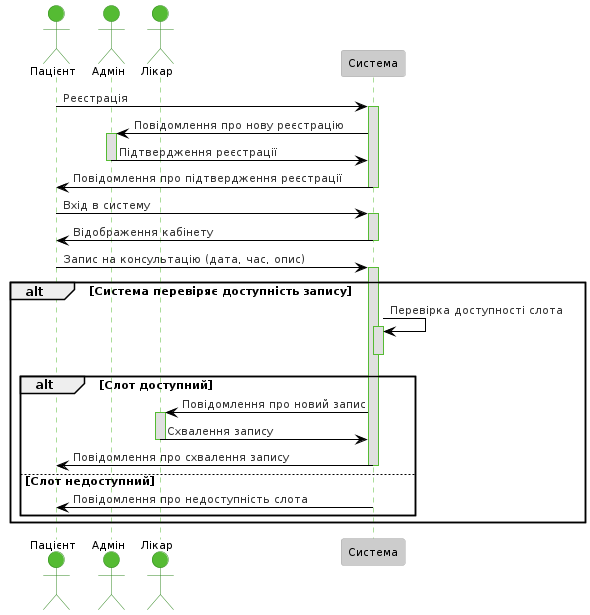 Пацієнт Адмін Лікар Система
Реєстрація
Повідомлення про нову реєстрацію
Підтвердження реєстрації
Повідомлення про підтвердження реєстрації
Вхід в систему
Відображення кабінету
Запис на консультацію (дата, час, опис)
alt [Система перевіряє доступність запису]
Перевірка доступності слота
alt [Слот доступний]
Повідомлення про новий запис
Схвалення запису
Повідомлення про схвалення запису
[Слот недоступний]
Повідомлення про недоступність слота
Пацієнт Адмін Лікар Система